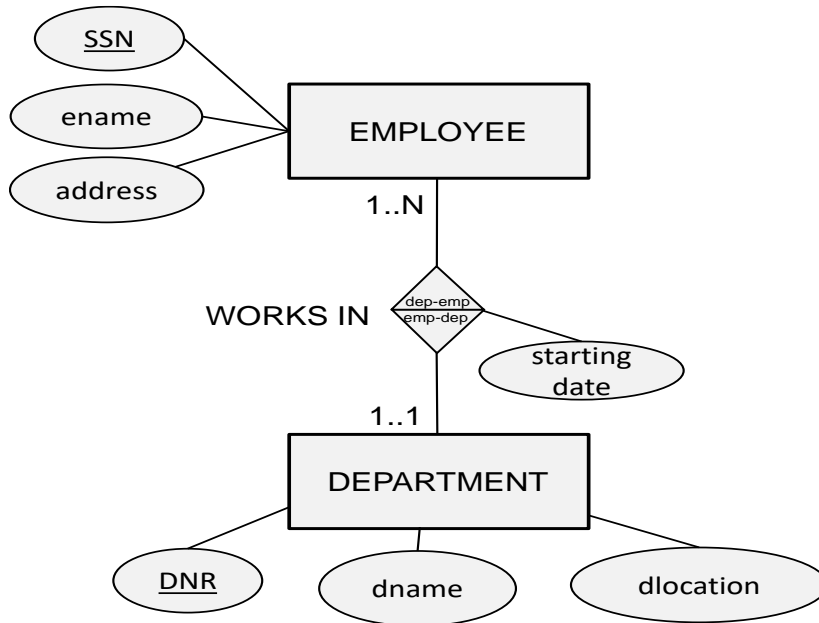 SSN
ename
EMPLOYEE
address
1..N
dep-emp
WORKS IN
emp-dep
starting
date
1..1
DEPARTMENT
DNR
dname
dlocation